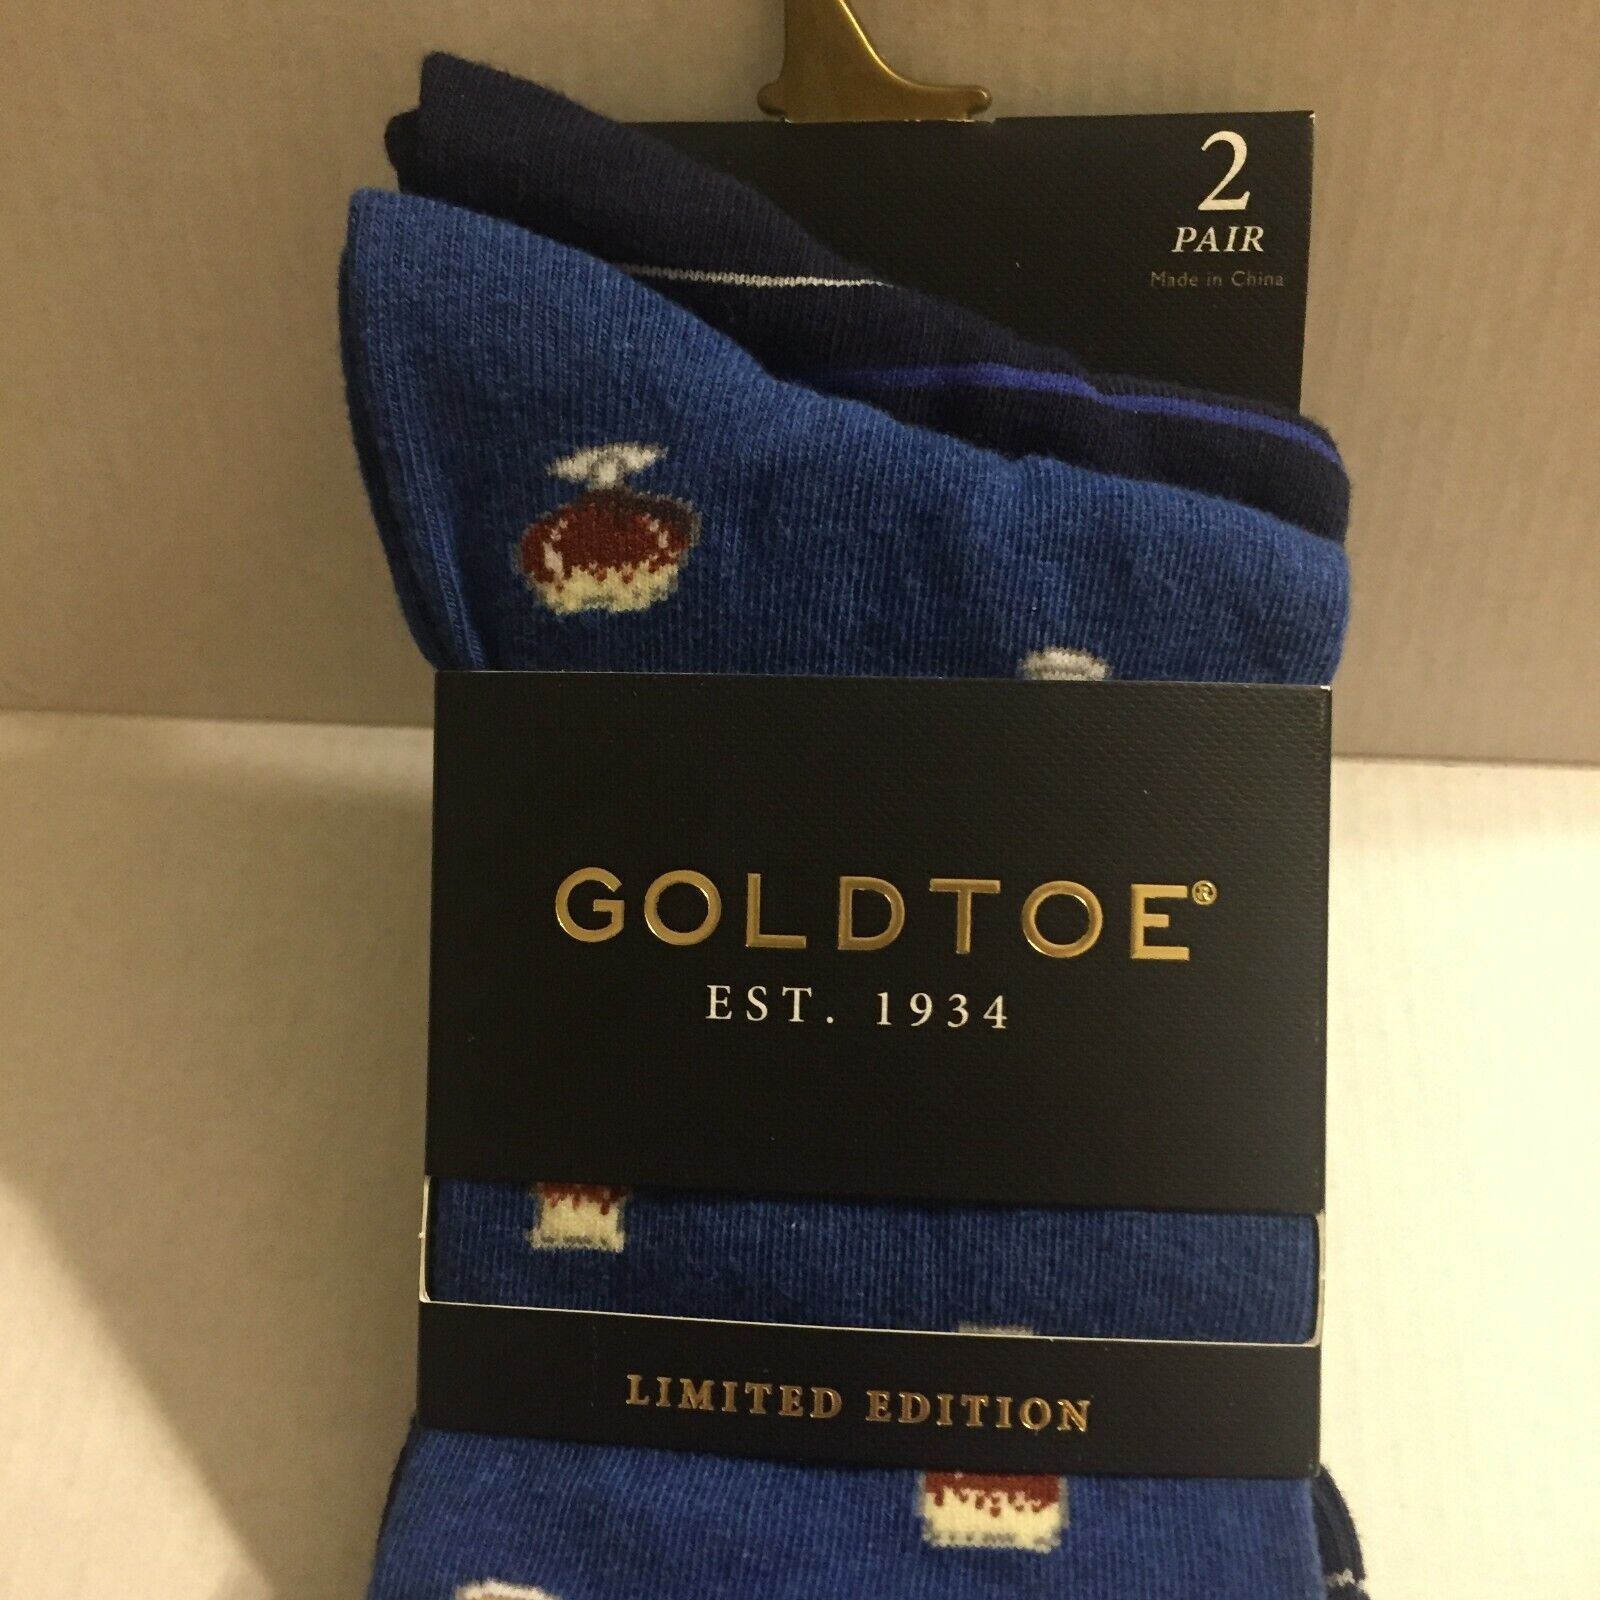 2
PAIR
Made in China
GOLDTOE®
EST. 1934
LIMITED EDITION